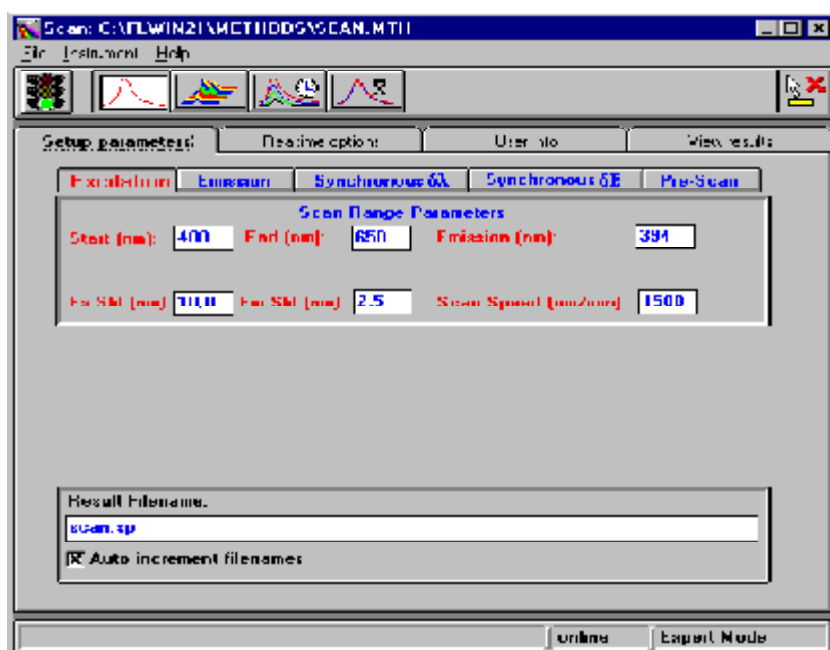 Scan: C:\FLWIN21\METHODS\SCAN.MTH
File Instrument Help
Setup parameters Realtime options User info View results
Excitation Emission Synchronous δλ Synchronous δE Pre-Scan
Scan Range Parameters
Start (nm): 400 End (nm): 650 Emission (nm): 394
Ex Slit (nm) 10.0 Em Slit (nm) 2.5 Scan Speed (nm/min) 1500
Result Filename:
scan.sp
Auto increment filenames
online Expert Mode